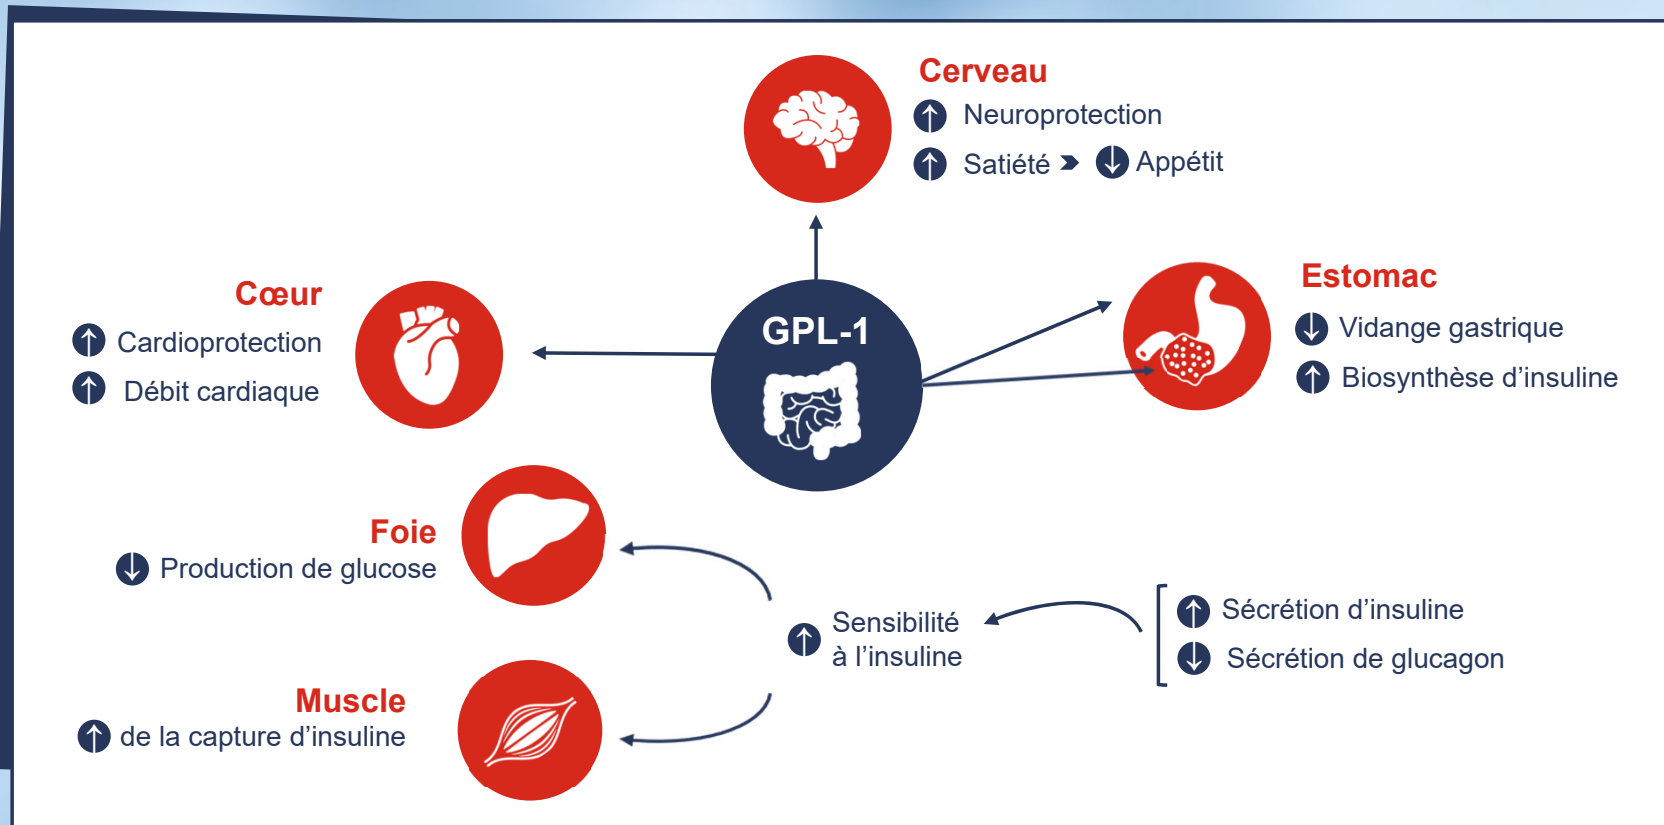 Cerveau
Neuroprotection
Satiété
Appétit
GPL-1
Cœur
Cardioprotection
Débit cardiaque
Estomac
Vidange gastrique
Biosynthèse d’insuline
Foie
Production de glucose
Sensibilité
à l’insuline
Sécrétion d’insuline
Sécrétion de glucagon
Muscle
de la capture d’insuline